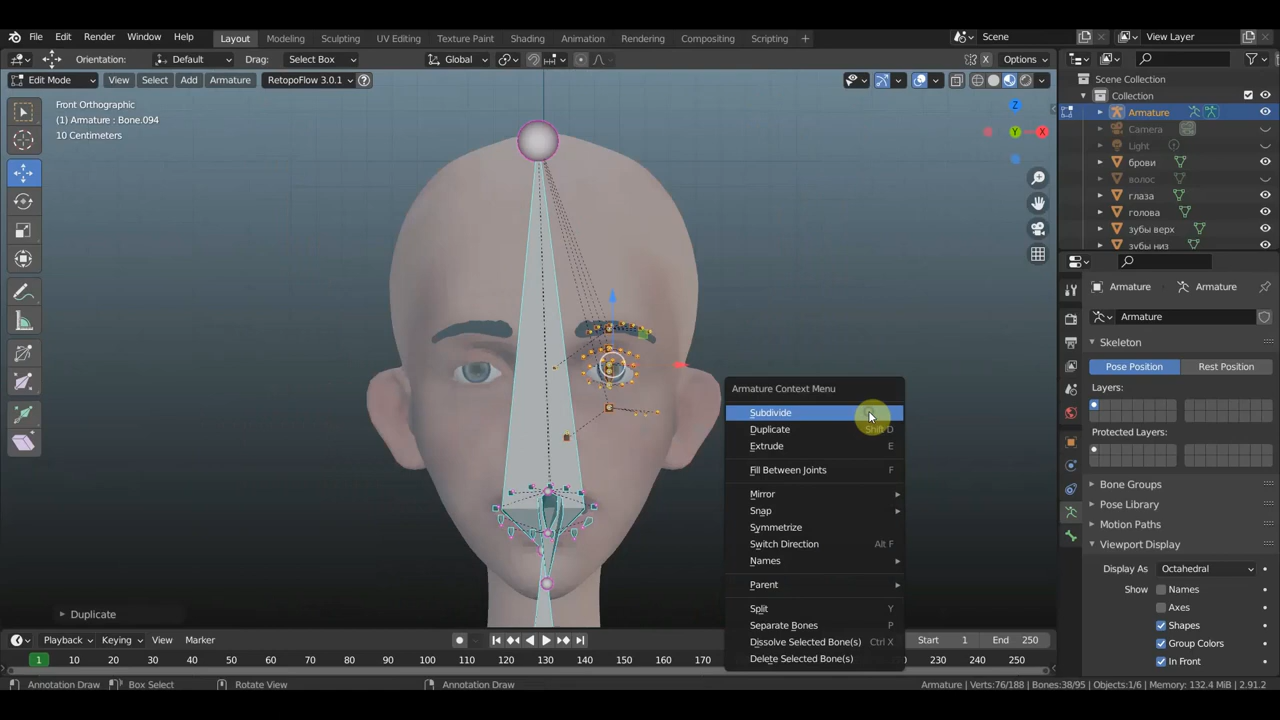 File Edit Render Window Help Layout Modeling Sculpting UV Editing Texture Paint Shading Animation Rendering Compositing Scripting + Scene View Layer
Orientation: Default Drag: Select Box Global X Options
Edit Mode View Select Add Armature RetopoFlow 3.0.1
Front Orthographic
(1) Armature : Bone.094
10 Centimeters
Z
Y
X
Scene Collection
Collection
Armature
Camera
Light
брови
волос
глаза
голова
зубы верх
зубы низ
Armature Armature
Armature
Skeleton
Pose Position Rest Position
Layers:
Protected Layers:
Bone Groups
Pose Library
Motion Paths
Viewport Display
Display As Octahedral
Show Names
Axes
Shapes
Group Colors
In Front
Armature Context Menu
Subdivide
Duplicate Shift D
Extrude E
Fill Between Joints F
Mirror
Snap
Symmetrize
Switch Direction Alt F
Names
Parent
Split Y
Separate Bones P
Dissolve Selected Bone(s) Ctrl X
Delete Selected Bone(s)
Duplicate
Playback Keying View Marker Start 1 End 250
1 10 20 30 40 50 60 70 80 90 100 110 120 130 140 150 160 170 180 190 200 210 220 230 240 250
Annotation Draw Box Select Rotate View Annotation Draw Armature | Verts:76/188 | Bones:38/95 | Objects:1/6 | Memory: 132.4 MiB | 2.91.2